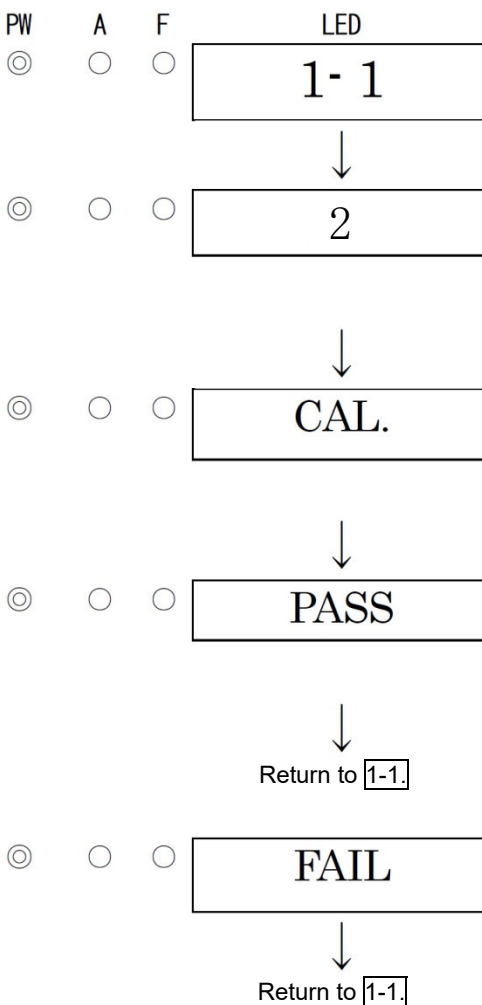 PW A F LED
1- 1
2
CAL.
PASS
Return to 1-1.
FAIL
Return to 1-1.